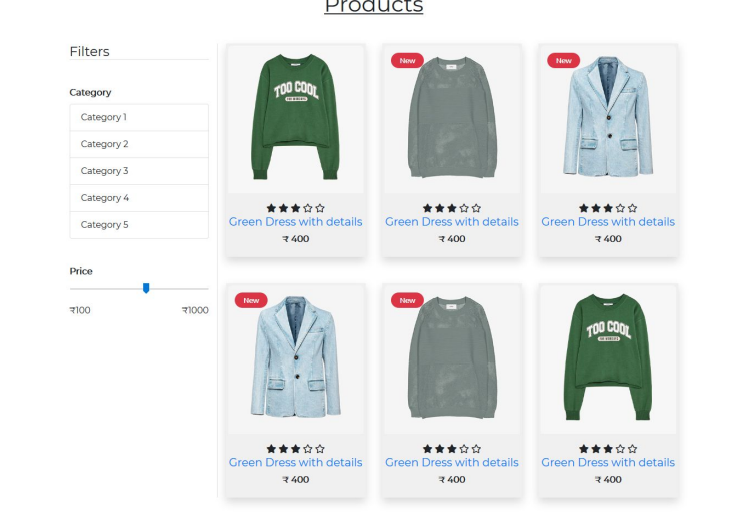 Products
Filters
Category
Category 1
Category 2
Category 3
Category 4
Category 5
Price
₹100 ₹1000
TOO COOL
Green Dress with details
₹ 400
New
Green Dress with details
₹ 400
New
Green Dress with details
₹ 400
New
Green Dress with details
₹ 400
New
Green Dress with details
₹ 400
TOO COOL
Green Dress with details
₹ 400